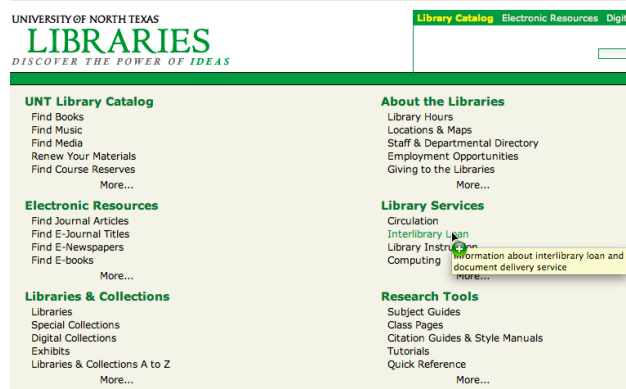 UNIVERSITY OF NORTH TEXAS
LIBRARIES
DISCOVER THE POWER OF IDEAS
Library Catalog Electronic Resources
UNT Library Catalog
Find Books
Find Music
Find Media
Renew Your Materials
Find Course Reserves
More...
Electronic Resources
Find Journal Articles
Find E-Journal Titles
Find E-Newspapers
Find E-books
More...
Libraries & Collections
Libraries
Special Collections
Digital Collections
Exhibits
Libraries & Collections A to Z
More...
About the Libraries
Library Hours
Locations & Maps
Staff & Departmental Directory
Employment Opportunities
Giving to the Libraries
More...
Library Services
Circulation
Interlibrary Loan
Library Instruction
Computing
Information about interlibrary loan and
document delivery service
More...
Research Tools
Subject Guides
Class Pages
Citation Guides & Style Manuals
Tutorials
Quick Reference
More...